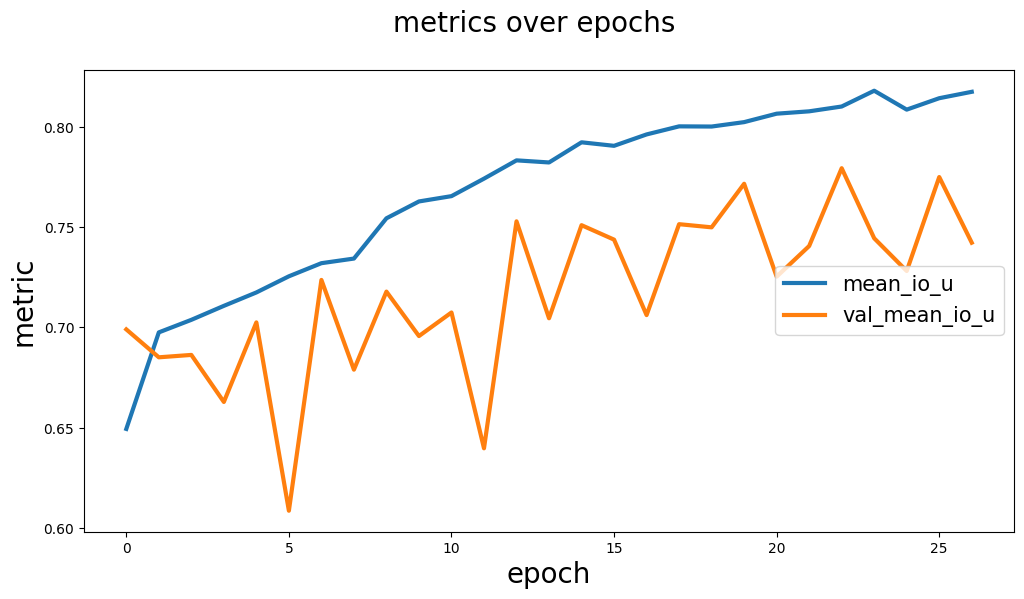 metrics over epochs
metric
0.80
0.75
0.70
0.65
0.60
mean_io_u
val_mean_io_u
0 5 10 15 20 25
epoch